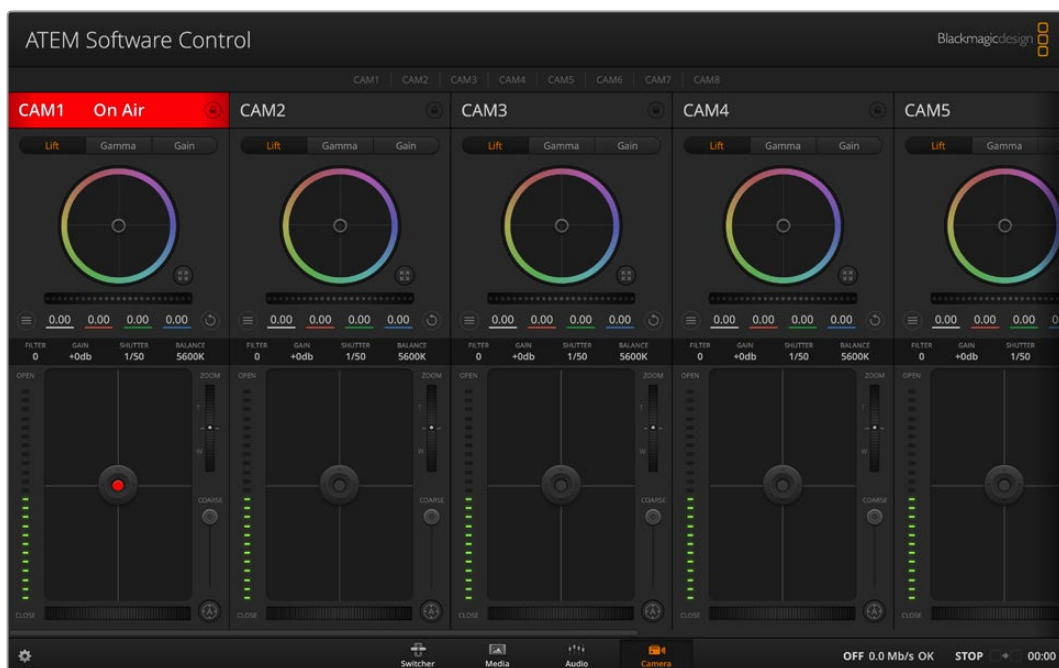 ATEM Software Control
Blackmagicdesign
CAM1 CAM2 CAM3 CAM4 CAM5 CAM6 CAM7 CAM8
CAM1 On Air CAM2 CAM3 CAM4 CAM5
Lift Gamma Gain Lift Gamma Gain Lift Gamma Gain Lift Gamma Gain Lift Gamma
0.00 0.00 0.00 0.00 0.00 0.00 0.00 0.00 0.00 0.00 0.00 0.00 0.00 0.00 0.00 0.00 0.00 0.00 0.00
FILTER GAIN SHUTTER BALANCE FILTER GAIN SHUTTER BALANCE FILTER GAIN SHUTTER BALANCE FILTER GAIN SHUTTER BALANCE FILTER GAIN SHUTTER
0 +0db 1/50 5600K 0 +0db 1/50 5600K 0 +0db 1/50 5600K 0 +0db 1/50 5600K 0 +0db 1/50
OPEN ZOOM OPEN ZOOM OPEN ZOOM OPEN ZOOM OPEN
T T T T
W W W W
COARSE COARSE COARSE COARSE
CLOSE A CLOSE A CLOSE A CLOSE A CLOSE
Switcher Media Audio Camera OFF 0.0 Mb/s OK STOP 00:00